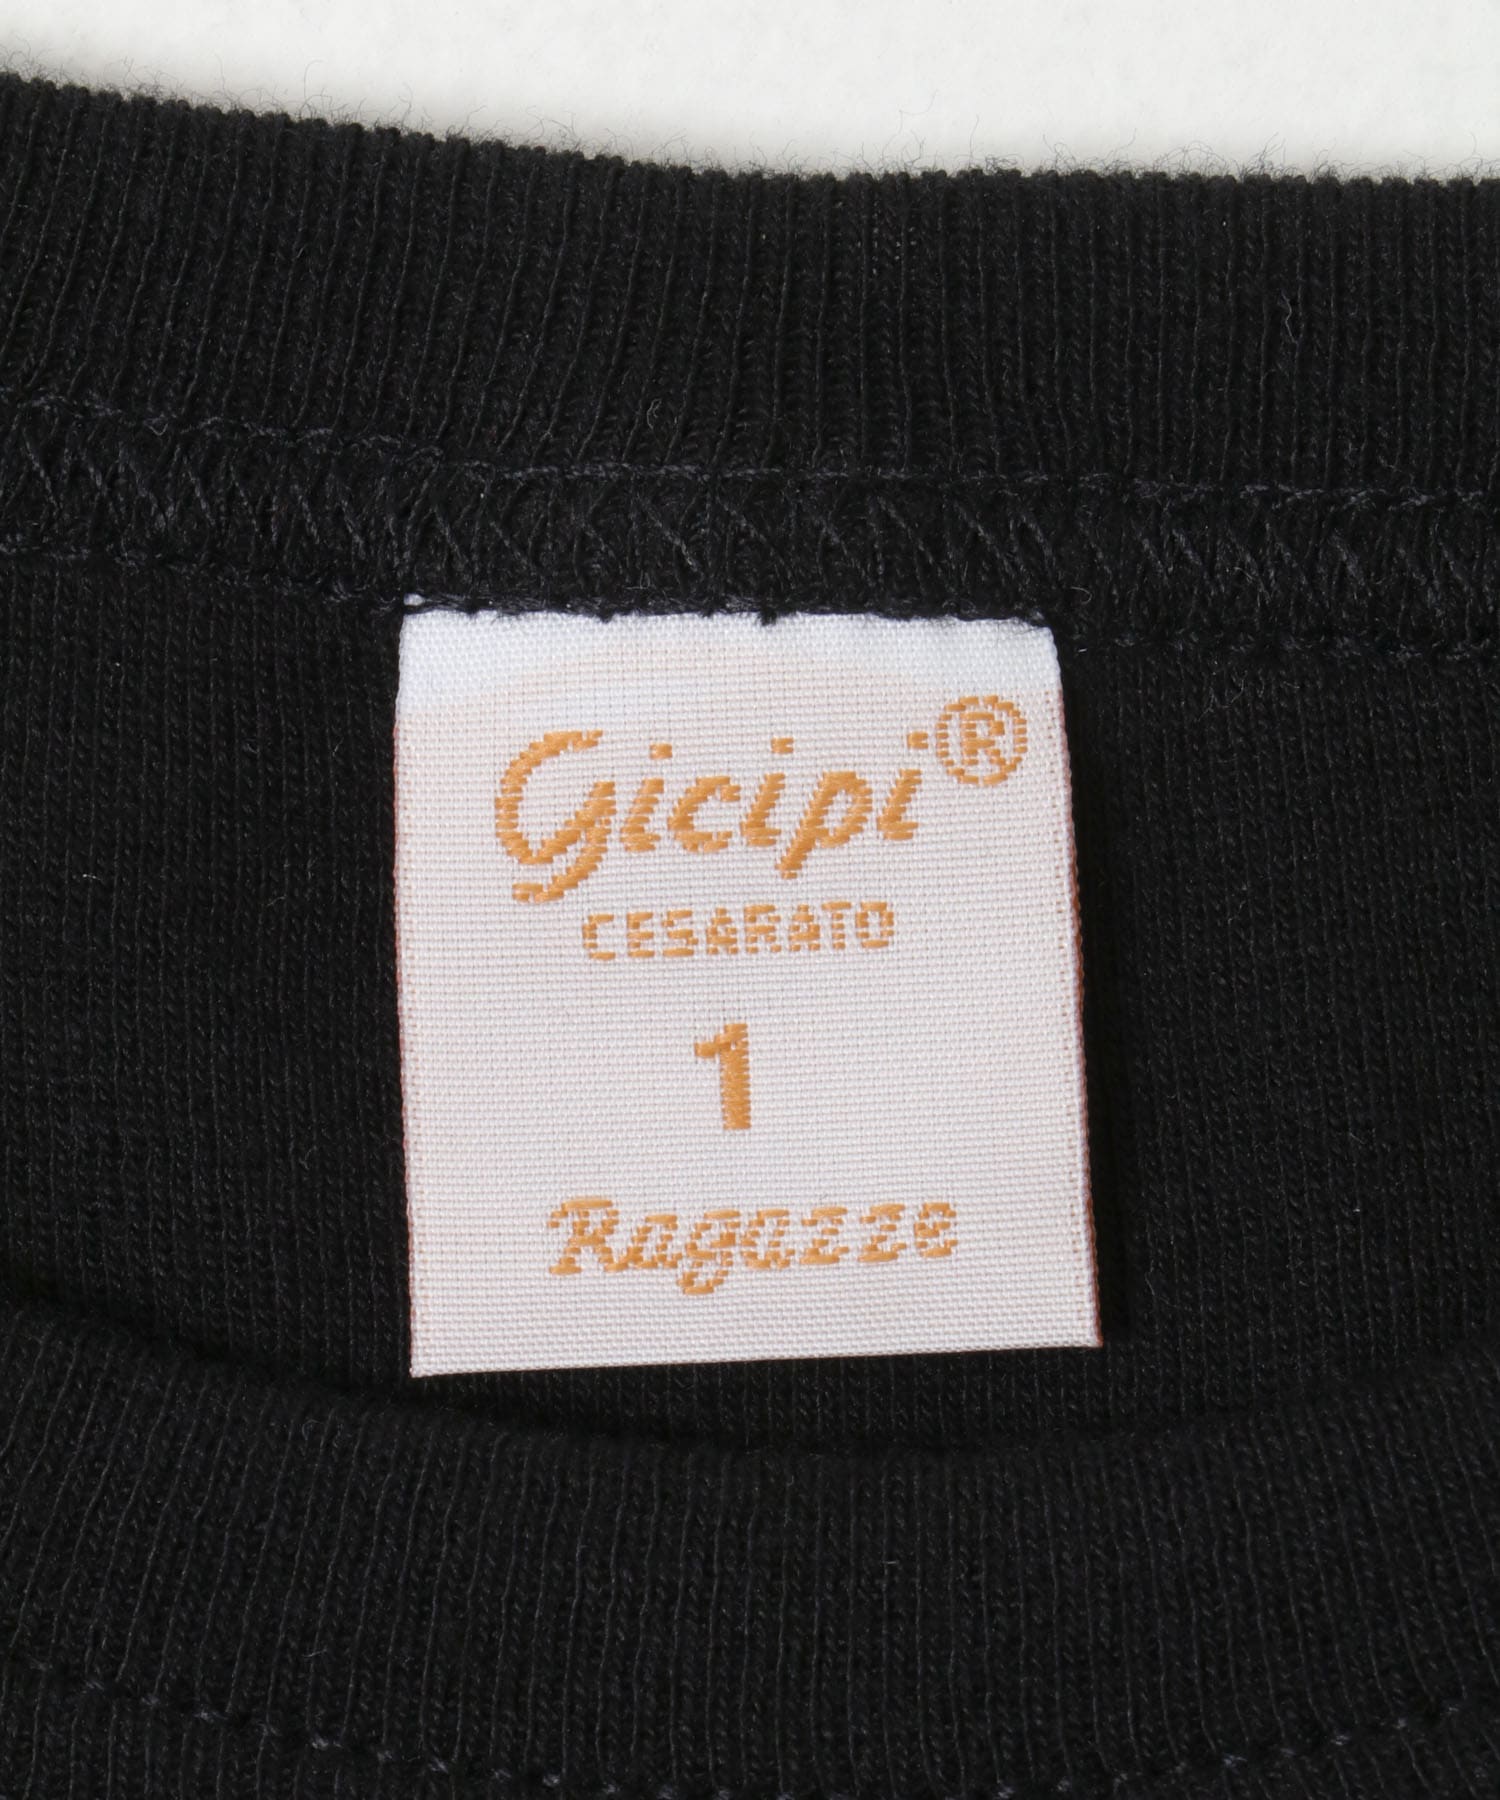 Gicipi®
CESARATO
1
Ragazze